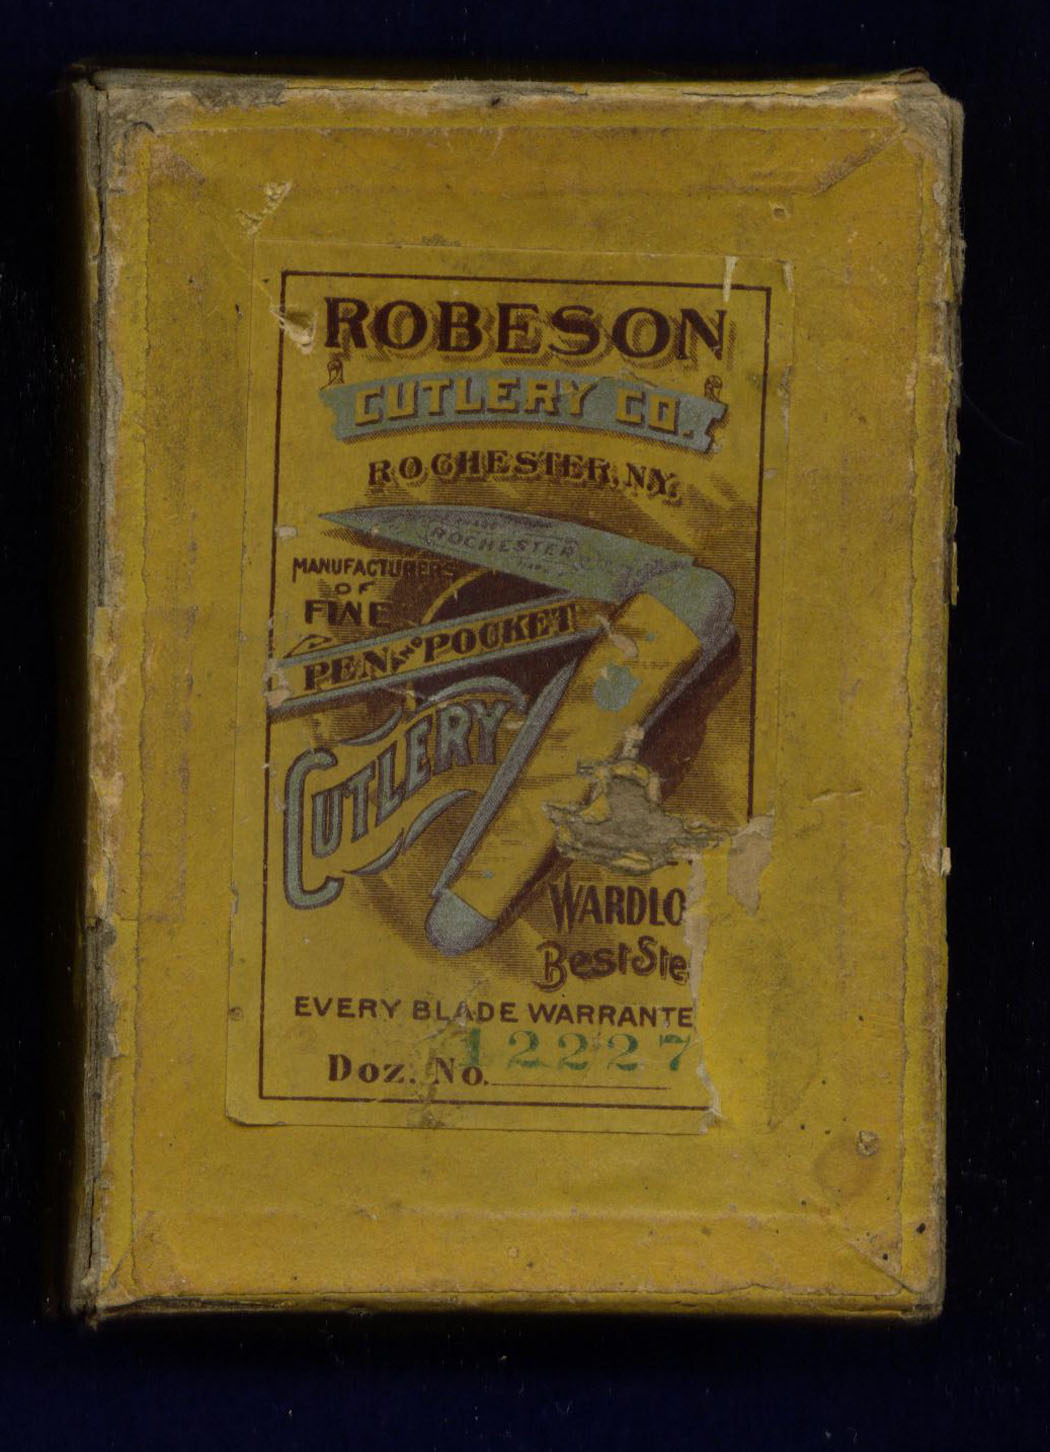 ROBESON
CUTLERY CO.
ROCHESTER, N.Y.
ROCHESTER
MANUFACTURERS
OF
FINE
PEN AND POCKET
CUTLERY
WARDLO
Best Ste
EVERY BLADE WARRANTE
Doz. No. 12227